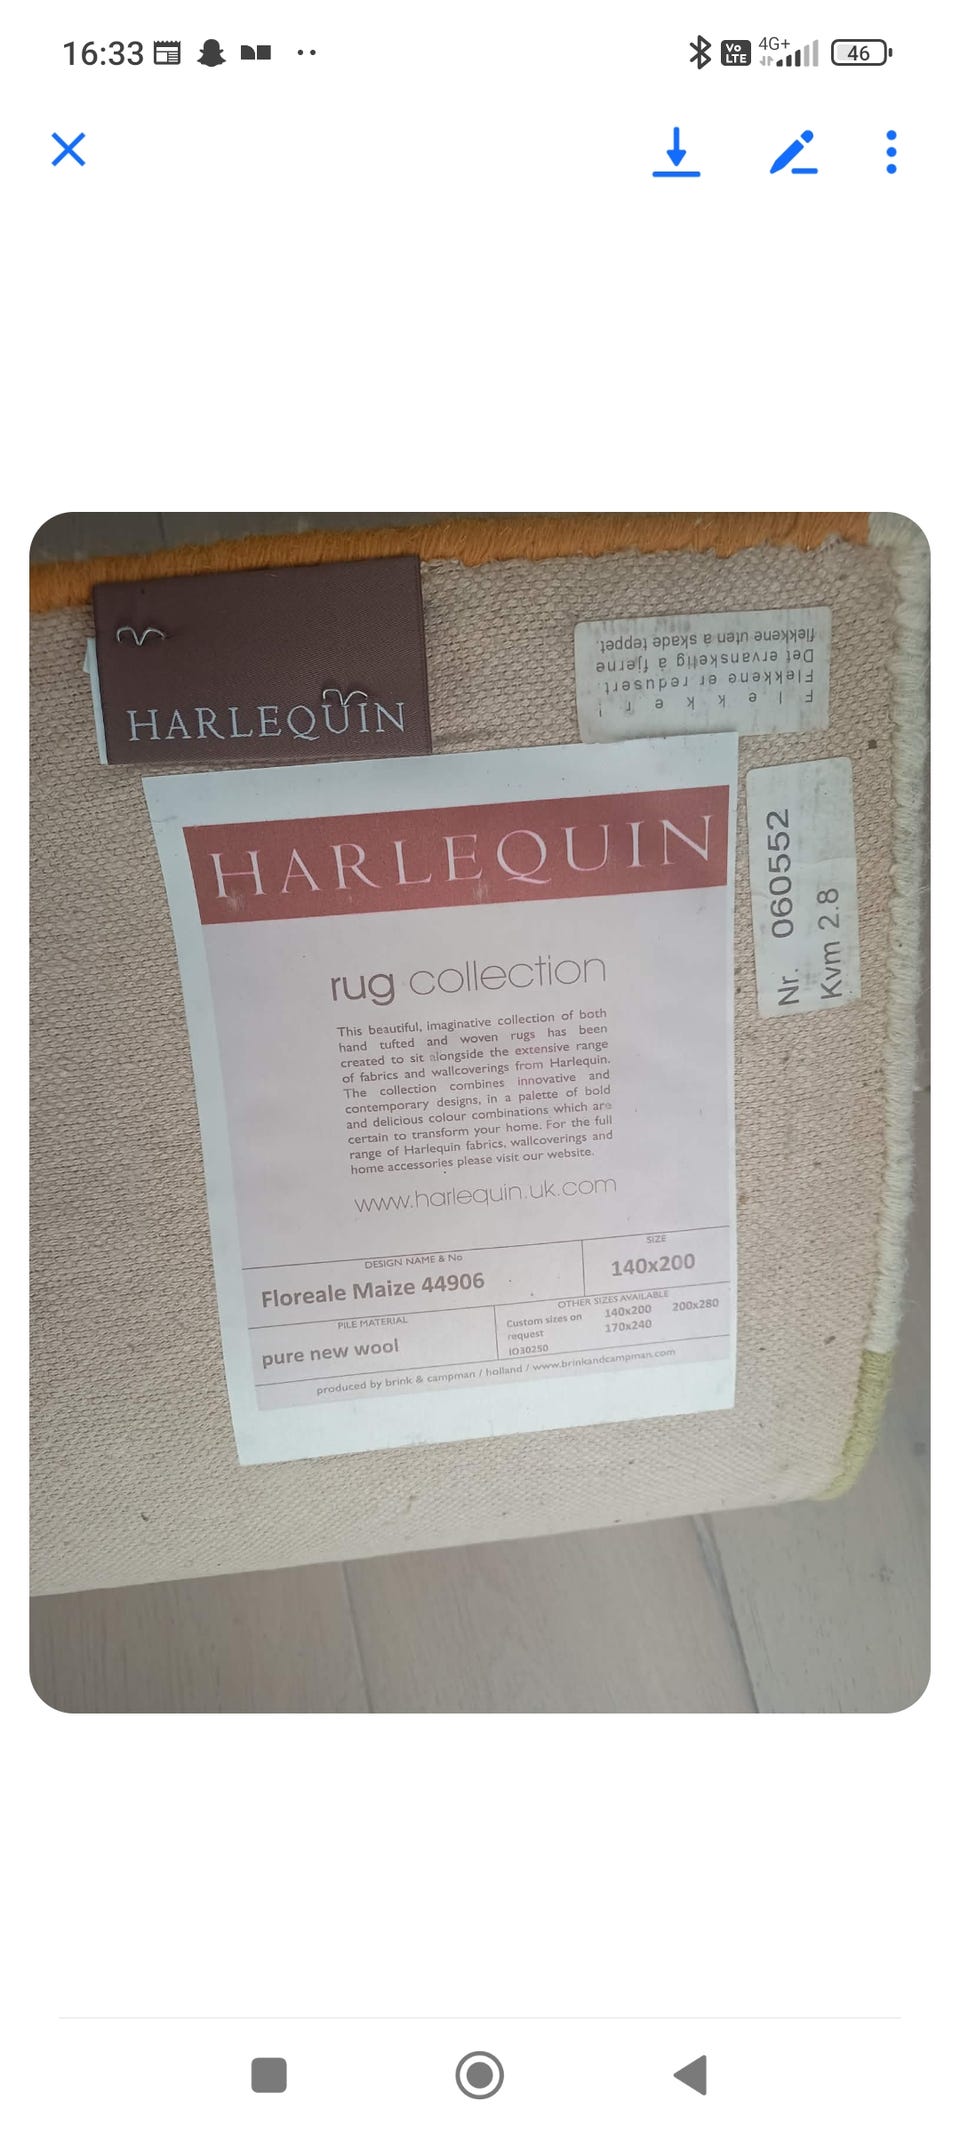 16:33
Vo
LTE
4G+
46
HARLEQUIN
Flekker!
Flekkene er redusert.
Det er vanskelig å fjerne
flekkene uten å skade teppet.
HARLEQUIN
rug collection
This beautiful, imaginative collection of both
hand tufted and woven rugs has been
created to sit alongside the extensive range
of fabrics and wallcoverings from Harlequin.
The collection combines innovative and
contemporary designs, in a palette of bold
and delicious colour combinations which are
certain to transform your home. For the full
range of Harlequin fabrics, wallcoverings and
home accessories please visit our website.
www.harlequin.uk.com
DESIGN NAME & No
Floreale Maize 44906
SIZE
140x200
PILE MATERIAL
pure new wool
OTHER SIZES AVAILABLE
Custom sizes on request
140x200 200x280
170x240
IO30250
produced by brink & campman / holland / www.brinkandcampman.com
Nr. 060552
Kvm 2.8